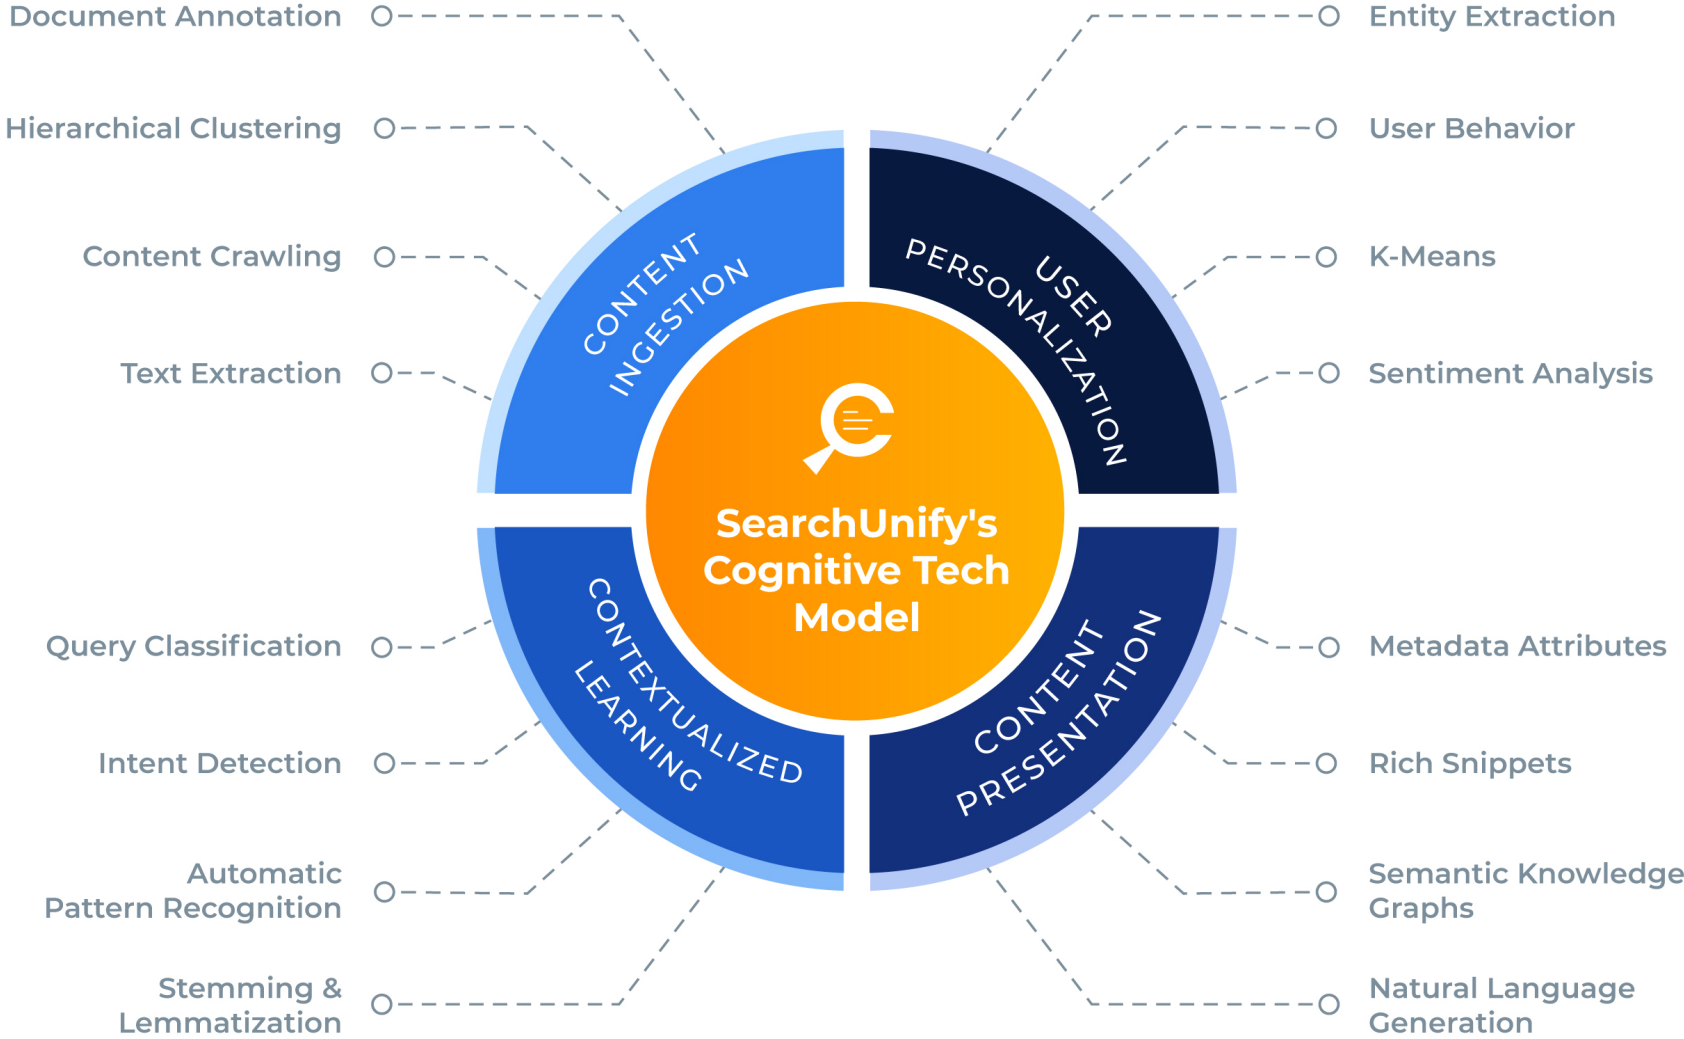 Document Annotation
Hierarchical Clustering
Content Crawling
Text Extraction
Entity Extraction
User Behavior
K-Means
Sentiment Analysis
CONTENT
INGESTION
USER
PERSONALIZATION
SearchUnify's
Cognitive Tech
Model
CONTEXTUALIZED
LEARNING
CONTENT
PRESENTATION
Query Classification
Intent Detection
Automatic
Pattern Recognition
Stemming &
Lemmatization
Metadata Attributes
Rich Snippets
Semantic Knowledge
Graphs
Natural Language
Generation